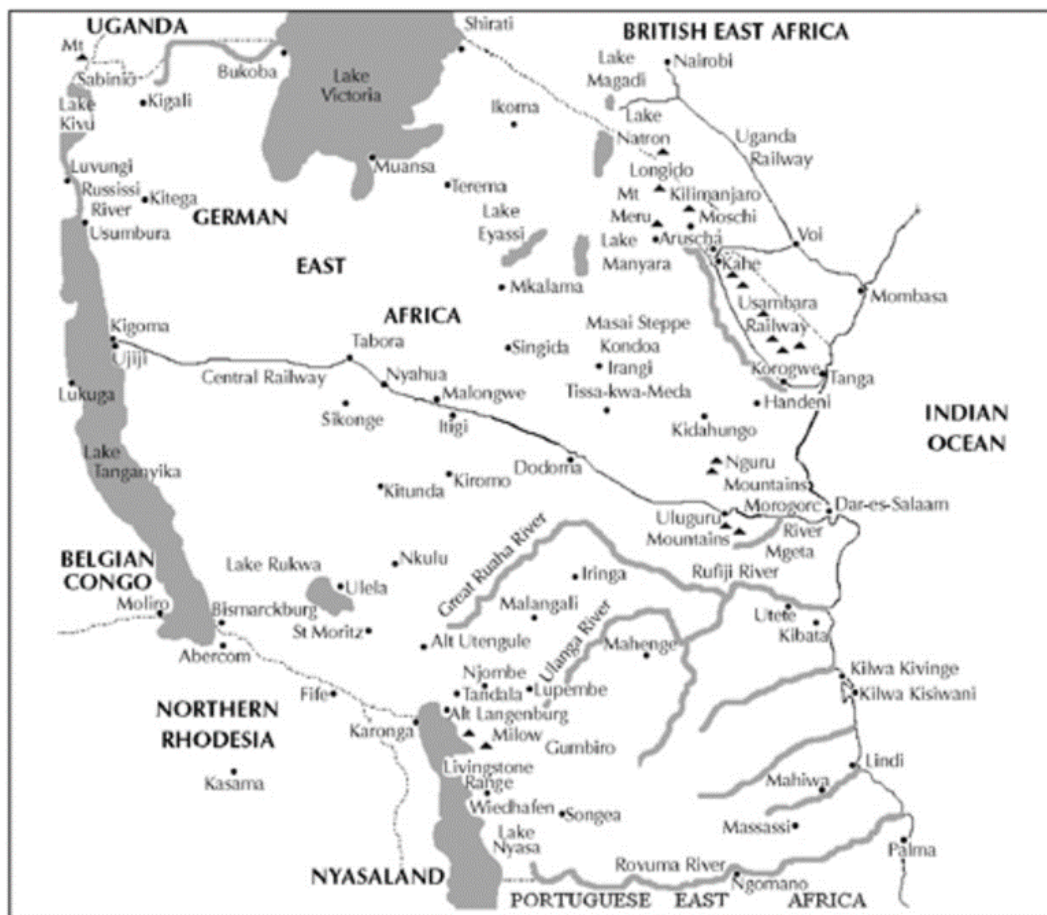 UGANDA
Shirati
BRITISH EAST AFRICA
Mt
Sabinio
Bukoba
Lake
Victoria
Lake
Magadi
Nairobi
Lake
Kivu
Kigali
Ikoma
Lake
Natron
Uganda
Railway
Luvungi
Muansa
Longido
Russissi
River
Kitega
Terema
Mt
Meru
Kilimanjaro
Moschi
Usumbura
GERMAN
Lake
Eyassi
Lake
Manyara
Aruscha
Kahe
Voi
EAST
Mkalama
Usambara
Railway
Mombasa
AFRICA
Masai Steppe
Kigoma
Ujiji
Tabora
Singida
Kondoa
Irangi
Central Railway
Nyahua
Korogwe
Tanga
Lukuga
Malongwe
Tissa-kwa-Meda
Handeni
Sikonge
Itigi
Kidahungo
INDIAN
OCEAN
Lake
Tanganyika
Dodoma
Nguru
Mountains
Kitunda
Kiromo
Morogorc
Dar-es-Salaam
Uluguru
Mountains
River
Mgeta
BELGIAN
CONGO
Lake Rukwa
Nkulu
Great Ruaha River
Iringa
Rufiji River
Ulela
Moliro
Bismarckburg
Malangali
Utete
Kibata
St Moritz
Ulanga River
Abercom
Alt Utengule
Mahenge
Njombe
Kilwa Kivinge
Fife
Tandala
Lupembe
Kilwa Kisiwani
NORTHERN
RHODESIA
Karonga
Alt Langenburg
Milow
Gumbiro
Kasama
Livingstone
Range
Lindi
Mahiwa
Wiedhafen
Songea
Massassi
Lake
Nyasa
Palma
NYASALAND
Rovuma River
Ngomano
PORTUGUESE EAST AFRICA